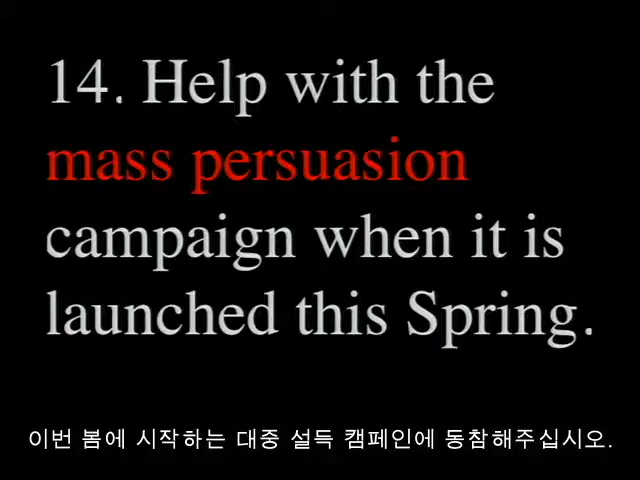 14. Help with the
mass persuasion
campaign when it is
launched this Spring.
이번 봄에 시작하는 대중 설득 캠페인에 동참해주십시오.